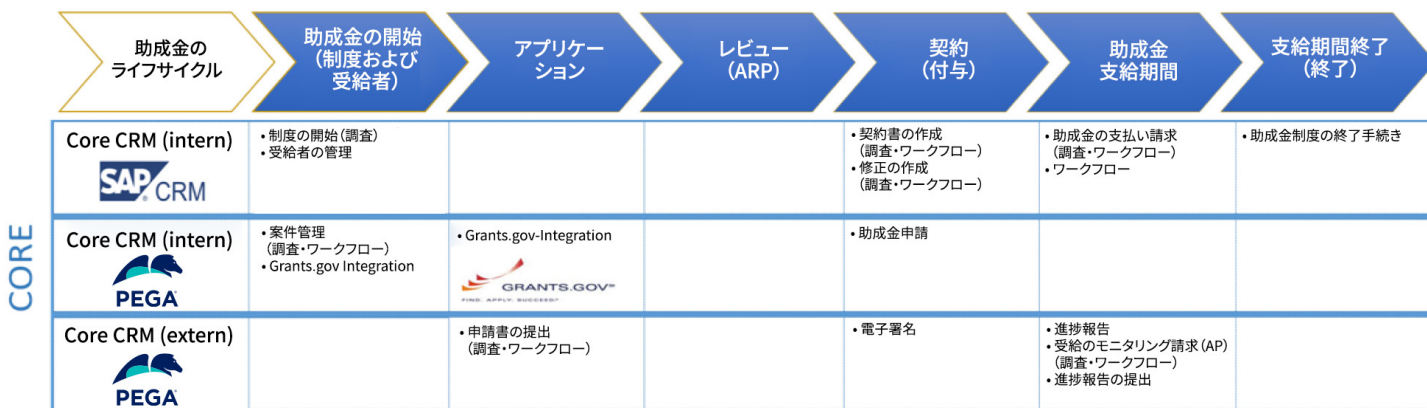 助成金の
ライフサイクル
助成金の開始
(制度および
受給者)
アプリケー
ション
レビュー
(ARP)
契約
(付与)
助成金
支給期間
支給期間終了
(終了)
CORE
Core CRM (intern)
SAP CRM
• 制度の開始(調査)
• 受給者の管理
• 契約書の作成
(調査・ワークフロー)
• 修正の作成
(調査・ワークフロー)
• 助成金の支払い請求
(調査・ワークフロー)
• ワークフロー
• 助成金制度の終了手続き
Core CRM (intern)
PEGA
• 案件管理
(調査・ワークフロー)
• Grants.gov Integration
• Grants.gov-Integration
GRANTS.GOV℠
FIND. APPLY. SUCCEED.℠
• 助成金申請
Core CRM (extern)
PEGA
• 申請書の提出
(調査・ワークフロー)
• 電子署名
• 進捗報告
• 受給のモニタリング請求(AP)
(調査・ワークフロー)
• 進捗報告の提出